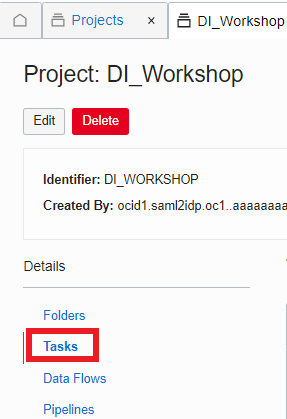 Projects × DI_Workshop
Project: DI_Workshop
Edit Delete
Identifier: DI_WORKSHOP
Created By: ocid1.saml2idp.oc1..aaaaaaaa
Details
Folders
Tasks
Data Flows
Pipelines